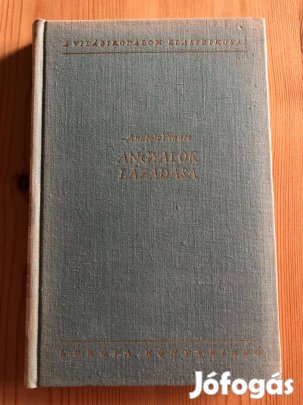 A VILÁGIRODALOM KLASSZIKUSAI
Anatole France
ANGYALOK
LÁZADÁSA
EURÓPA KÖNYVKIADÓ
Jófogás